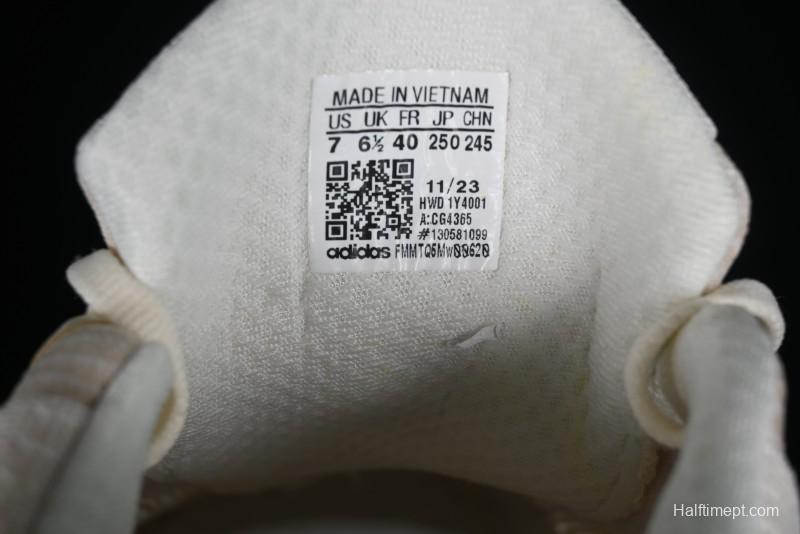 MADE IN VIETNAM
US UK FR JP CHN
7 6½ 40 250 245
11/23
HWD 1Y4001
A:CG4365
#130581099
adidas FMMTQ5Mw00620
Halftimept.com